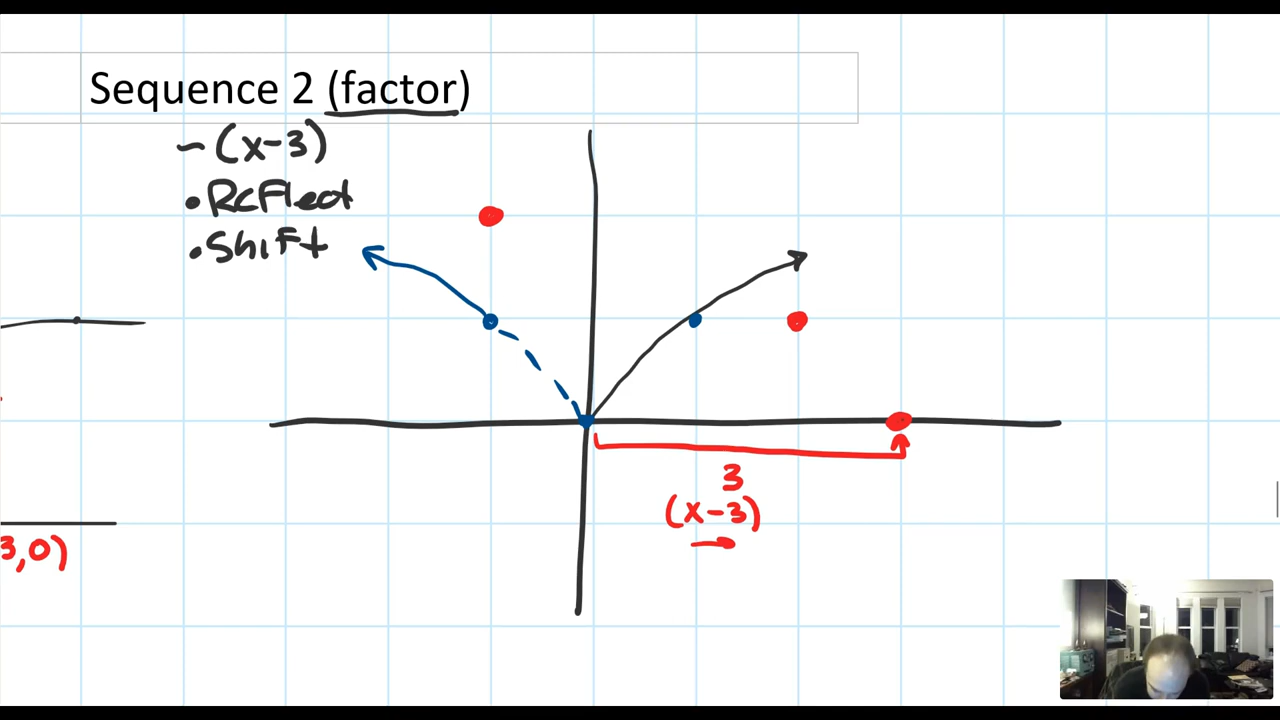 Sequence 2 (factor)
-(x-3)
• Reflect
• Shift
3
(x-3)
3,0)